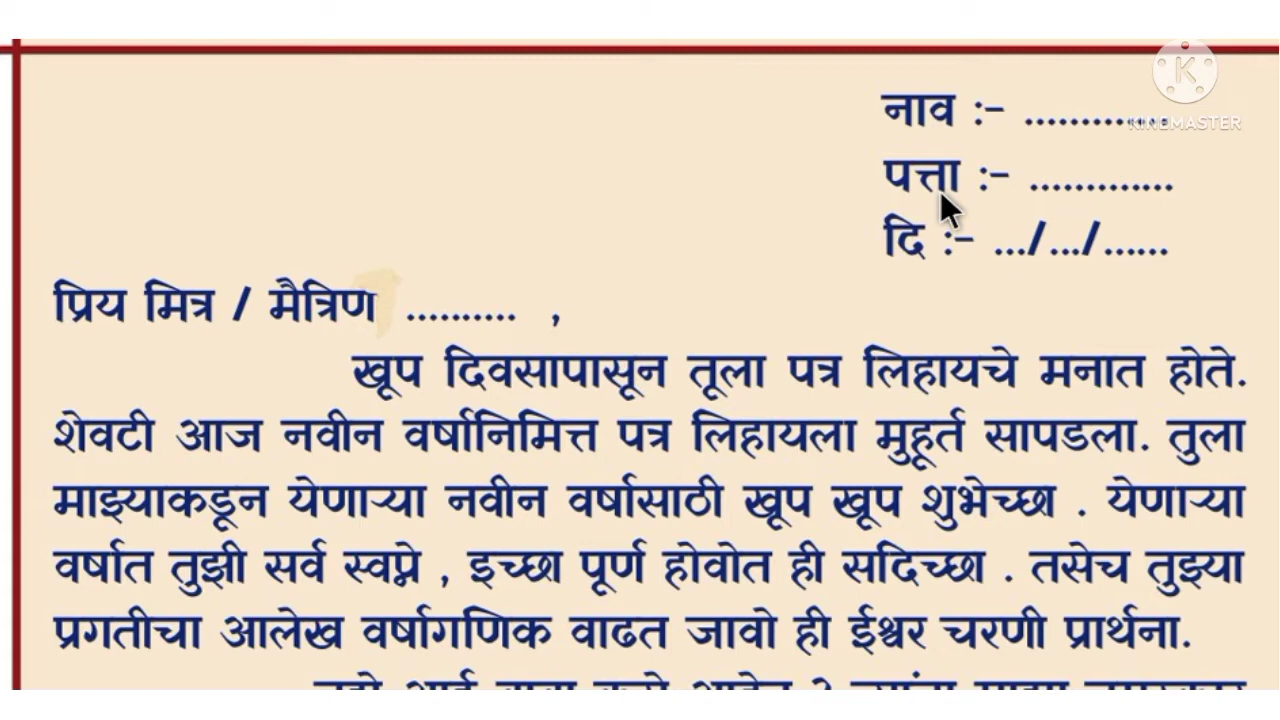 नाव :- .............
KINEMASTER
पत्ता :- .............
दि :- .../.../......
प्रिय मित्र / मैत्रिण .......... ,
खूप दिवसापासून तूला पत्र लिहायचे मनात होते.
शेवटी आज नवीन वर्षानिमित्त पत्र लिहायला मुहूर्त सापडला. तुला
माझ्याकडून येणाऱ्या नवीन वर्षासाठी खूप खूप शुभेच्छा . येणाऱ्या
वर्षात तुझी सर्व स्वप्ने , इच्छा पूर्ण होवोत ही सदिच्छा . तसेच तुझ्या
प्रगतीचा आलेख वर्षागणिक वाढत जावो ही ईश्वर चरणी प्रार्थना.